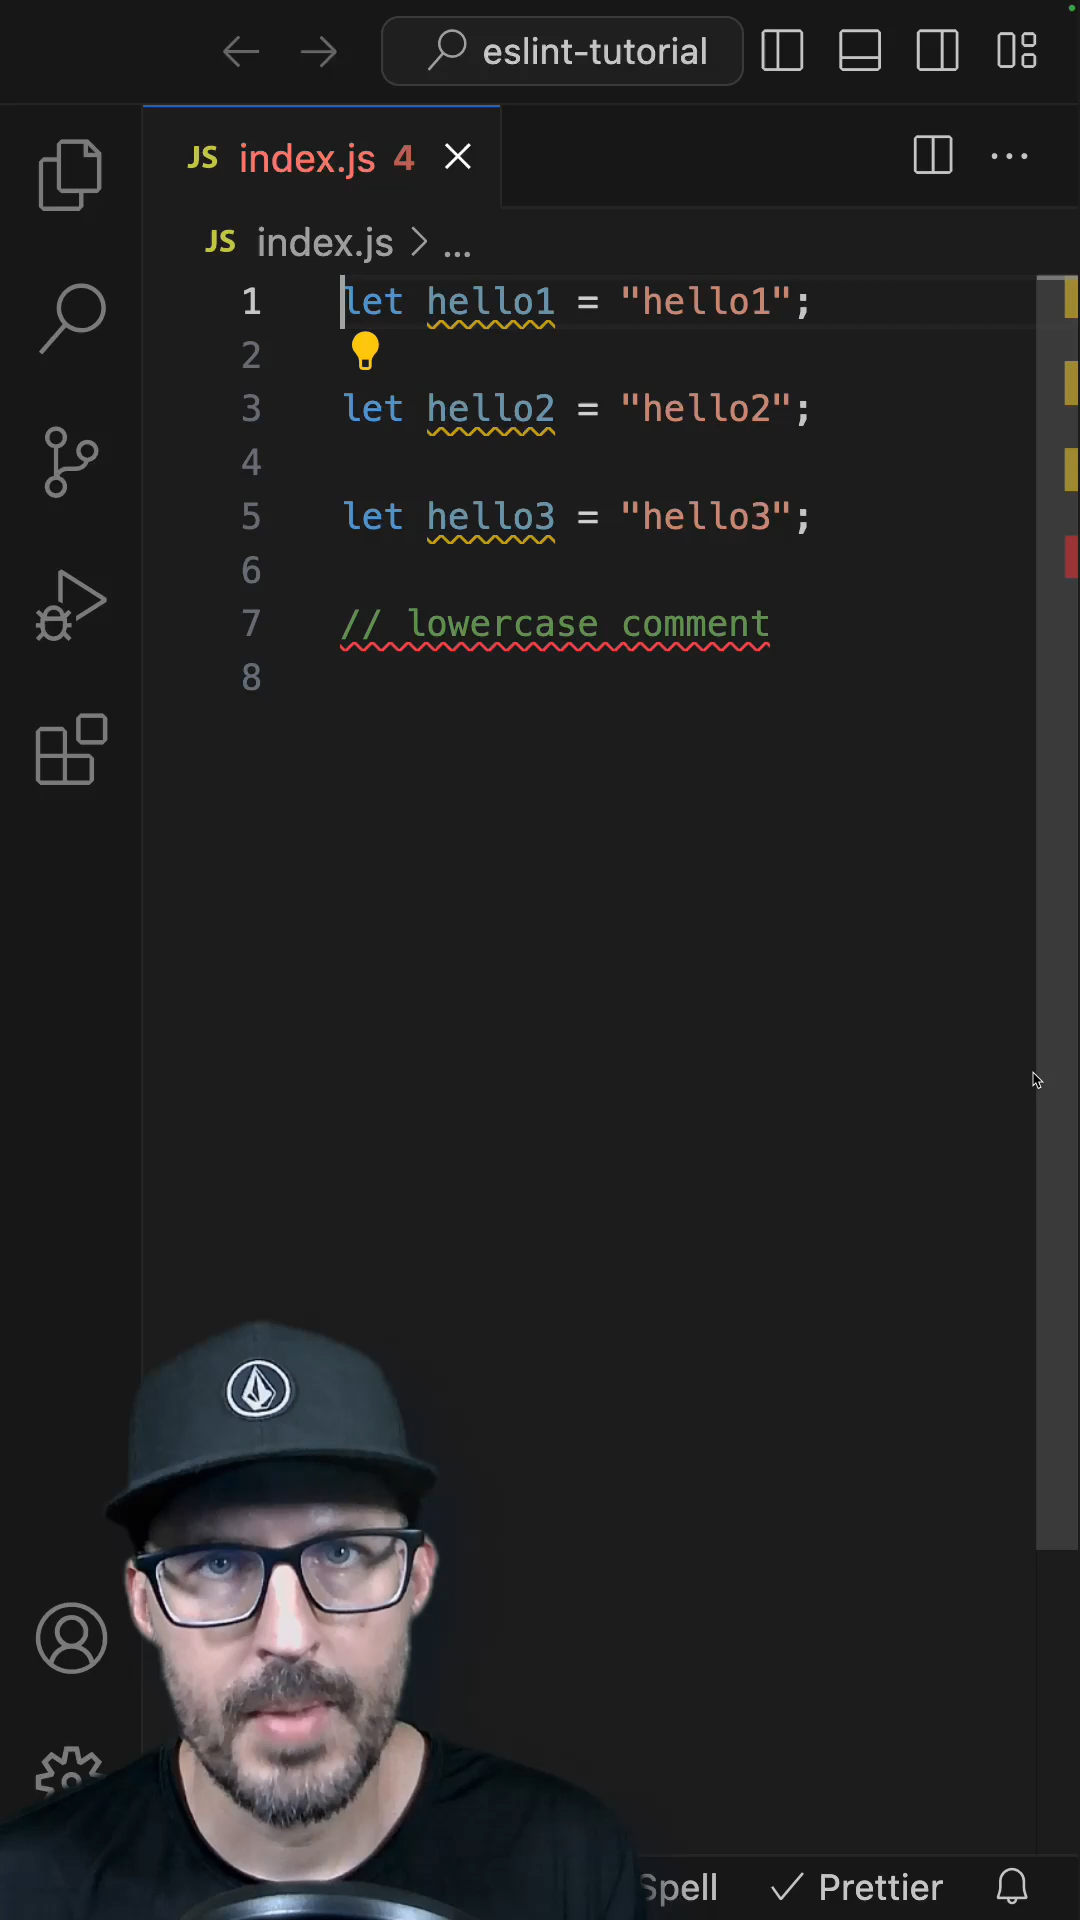 eslint-tutorial
JS index.js 4
JS index.js > ...
1 let hello1 = "hello1";
2
3 let hello2 = "hello2";
4
5 let hello3 = "hello3";
6
7 // lowercase comment
8
Spell ✓ Prettier